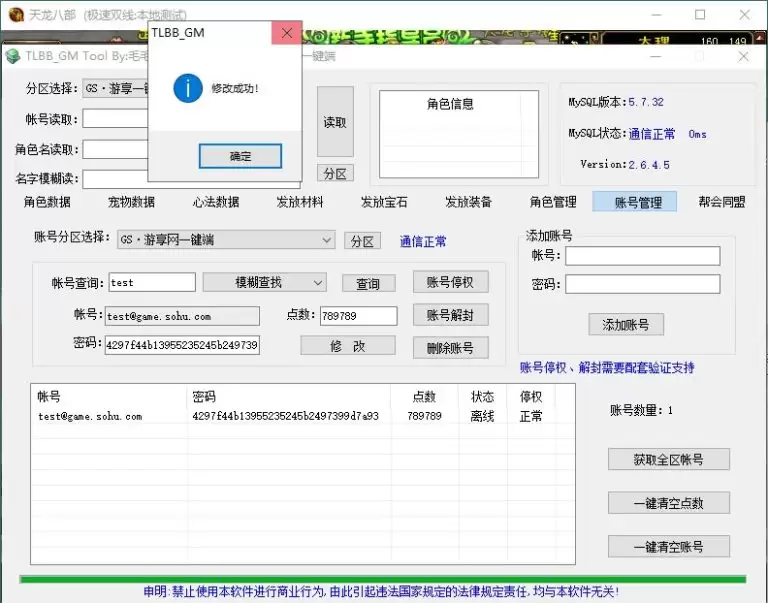 天龙八部 (极速双线:本地测试)
大理 160 149
TLBB_GM Tool By:毛毛
一键端
TLBB_GM
修改成功!
确定
分区选择: GS·游享一
帐号读取:
角色名读取:
名字模糊读:
读取
分区
角色信息
MySQL版本:5.7.32
MySQL状态:通信正常 0ms
Version:2.6.4.5
角色数据 宠物数据 心法数据 发放材料 发放宝石 发放装备 角色管理 账号管理 帮会同盟
账号分区选择: GS·游享网一键端 分区 通信正常
帐号查询: test 模糊查找 查询 账号停权
帐号: test@game.sohu.com 点数: 789789 账号解封
密码: 4297f44b13955235245b249739 修 改 删除账号
添加账号
帐号:
密码:
添加账号
账号停权、解封需要配套验证支持
帐号 密码 点数 状态 停权
test@game.sohu.com 4297f44b13955235245b2497399d7a93 789789 离线 正常
账号数量: 1
获取全区帐号
一键清空点数
一键清空账号
申明:禁止使用本软件进行商业行为,由此引起违法国家规定的法律规定责任,均与本软件无关!